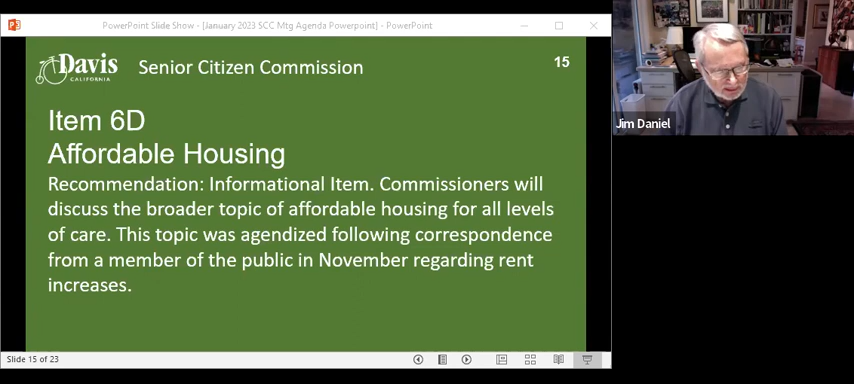 PowerPoint Slide Show - [January 2023 SCC Mtg Agenda Powerpoint] - PowerPoint
Davis
CALIFORNIA
Senior Citizen Commission
15
Item 6D
Affordable Housing
Recommendation: Informational Item. Commissioners will
discuss the broader topic of affordable housing for all levels
of care. This topic was agendized following correspondence
from a member of the public in November regarding rent
increases.
Slide 15 of 23
Jim Daniel